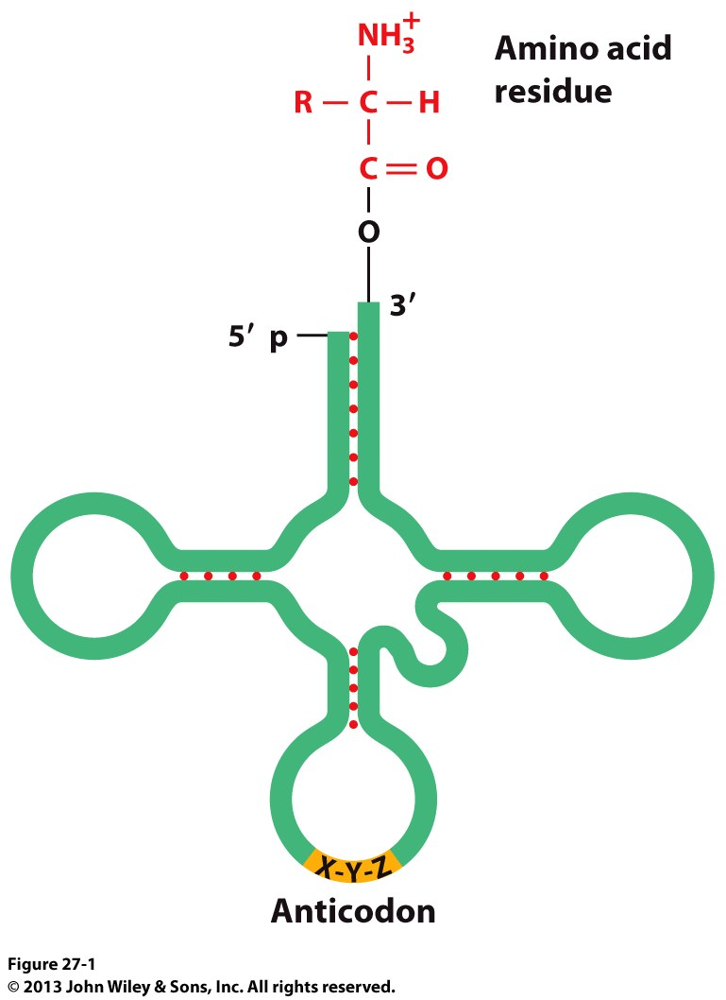 NH3+
Amino acid
residue
R — C — H
C = O
O
3′
5′ p
X-Y-Z
Anticodon
Figure 27-1
© 2013 John Wiley & Sons, Inc. All rights reserved.